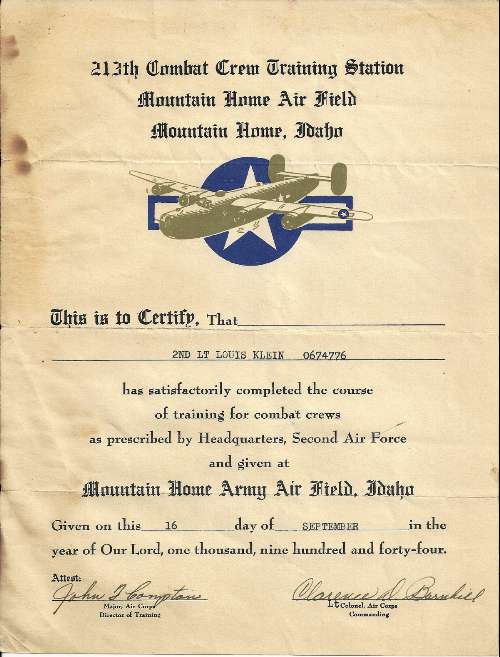 213th Combat Crew Training Station
Mountain Home Air Field
Mountain Home, Idaho
This is to Certify, That
2ND LT LOUIS KLEIN 0674776
has satisfactorily completed the course
of training for combat crews
as prescribed by Headquarters, Second Air Force
and given at
Mountain Home Army Air Field, Idaho
Given on this 16 day of SEPTEMBER in the
year of Our Lord, one thousand, nine hundred and forty-four.
Attest:
John J Compton
Clarence D. Barnhill
Major, Air Corps
Lt Colonel, Air Corps
Director of Training
Commanding